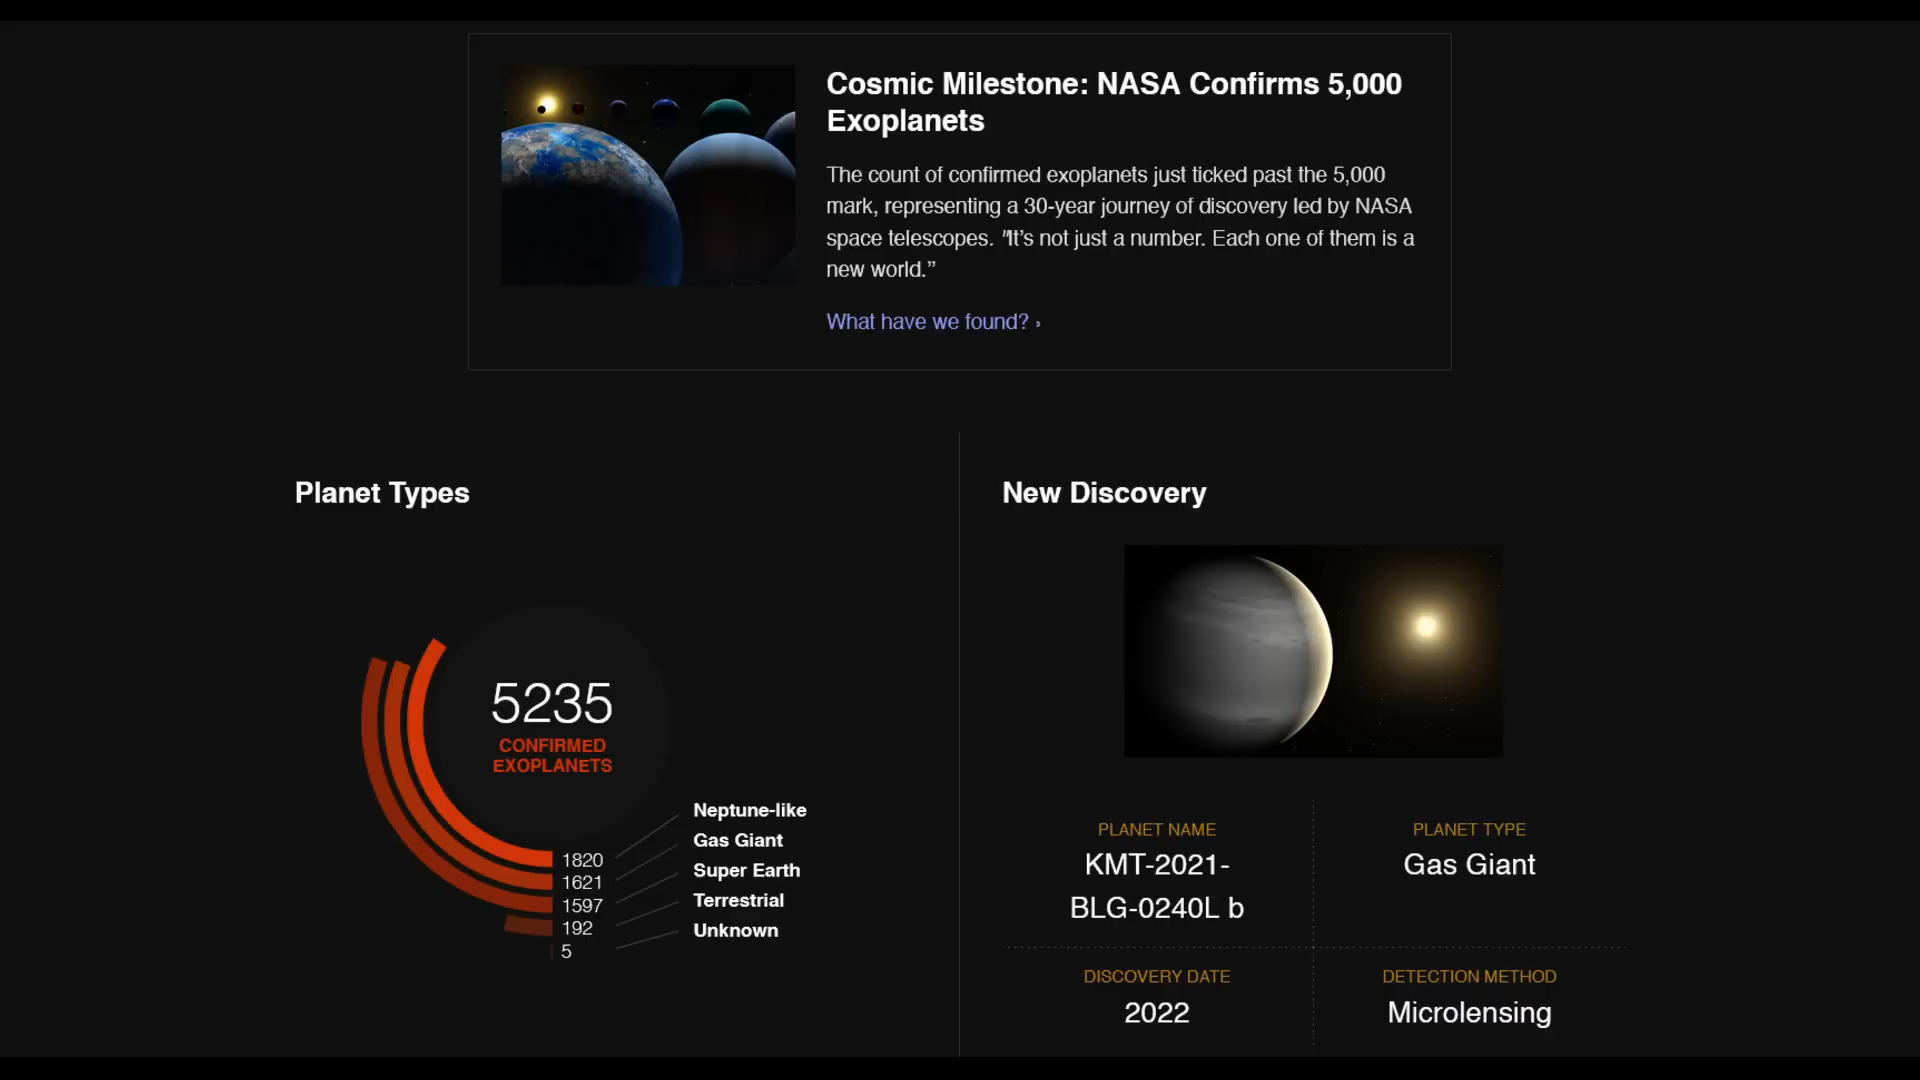 Cosmic Milestone: NASA Confirms 5,000
Exoplanets
The count of confirmed exoplanets just ticked past the 5,000
mark, representing a 30-year journey of discovery led by NASA
space telescopes. "It’s not just a number. Each one of them is a
new world.”
What have we found? ›
Planet Types
5235
CONFIRMED
EXOPLANETS
1820 Neptune-like
1621 Gas Giant
1597 Super Earth
192 Terrestrial
5 Unknown
New Discovery
PLANET NAME
KMT-2021-
BLG-0240L b
PLANET TYPE
Gas Giant
DISCOVERY DATE
2022
DETECTION METHOD
Microlensing